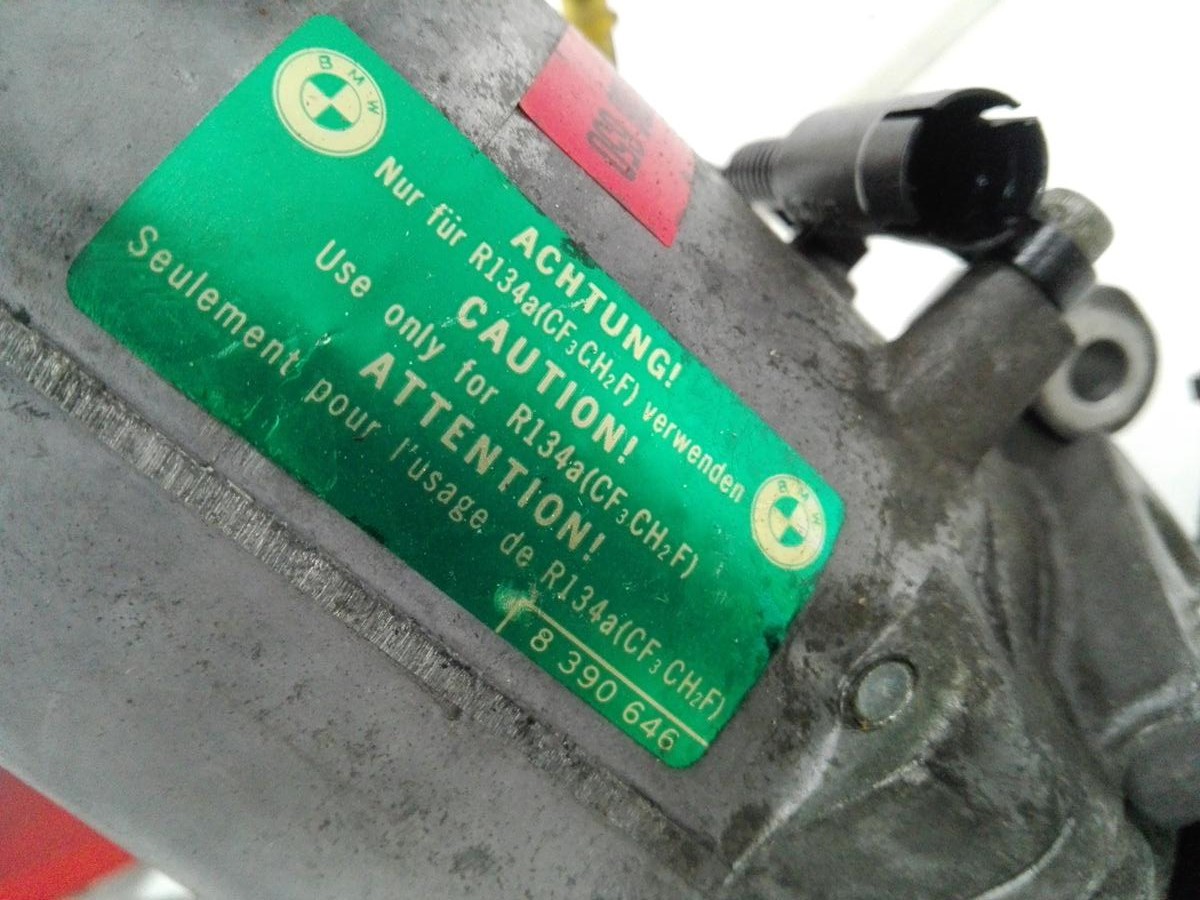 BMW
ACHTUNG!
Nur für R134a(CF₃CH₂F) verwenden
CAUTION!
Use only for R134a(CF₃CH₂F)
ATTENTION!
Seulement pour l'usage de R134a(CF₃CH₂F)
BMW
8 390 646